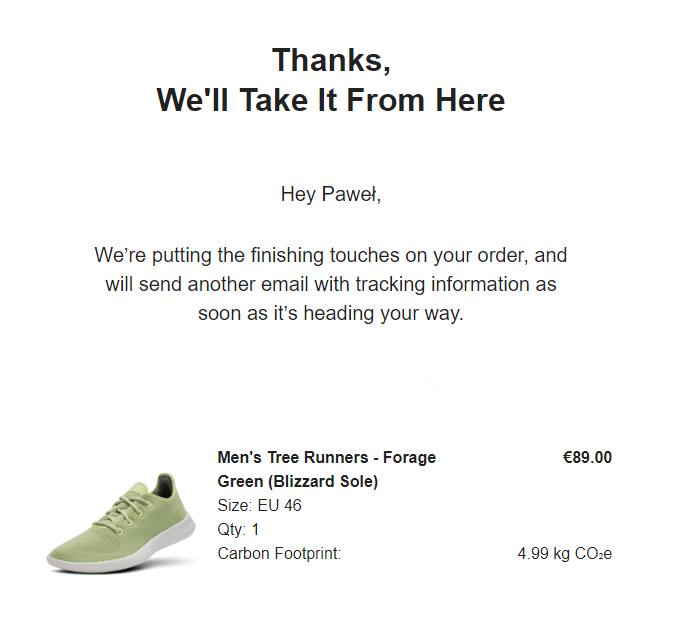 Thanks,
We'll Take It From Here
Hey Paweł,
We’re putting the finishing touches on your order, and
will send another email with tracking information as
soon as it’s heading your way.
Men's Tree Runners - Forage €89.00
Green (Blizzard Sole)
Size: EU 46
Qty: 1
Carbon Footprint: 4.99 kg CO₂e